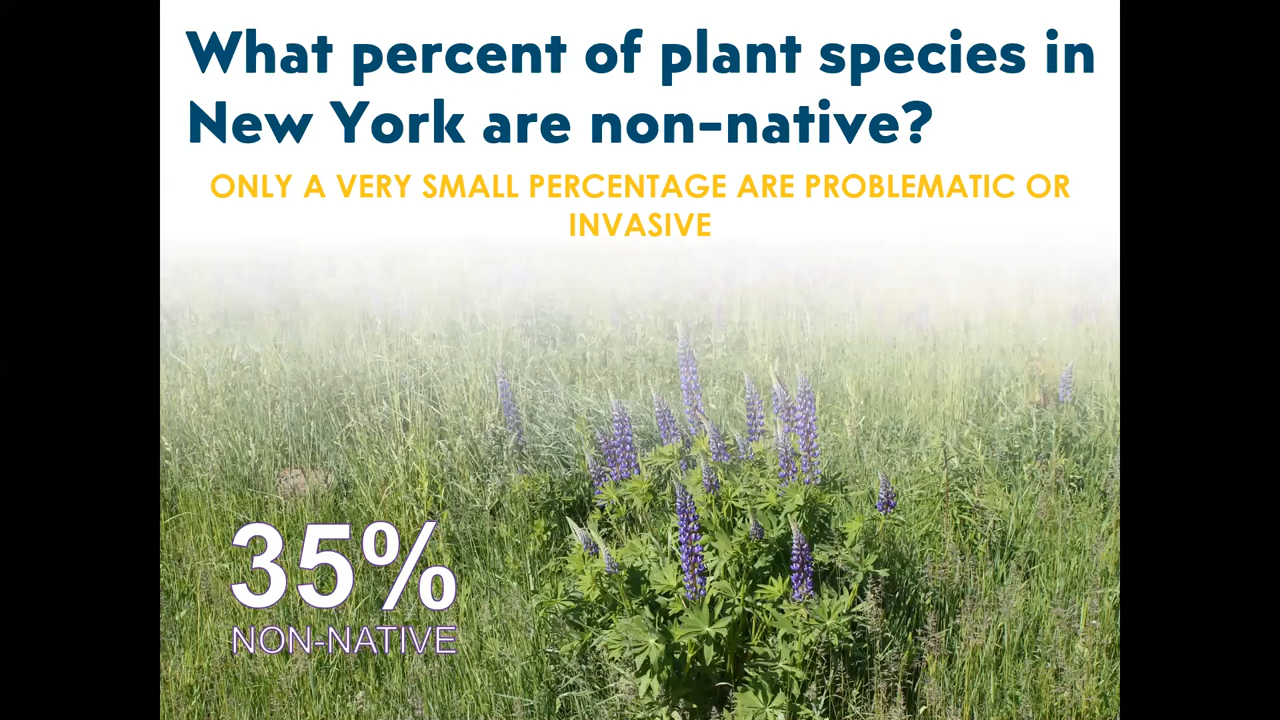 What percent of plant species in
New York are non-native?
ONLY A VERY SMALL PERCENTAGE ARE PROBLEMATIC OR
INVASIVE
35%
NON-NATIVE